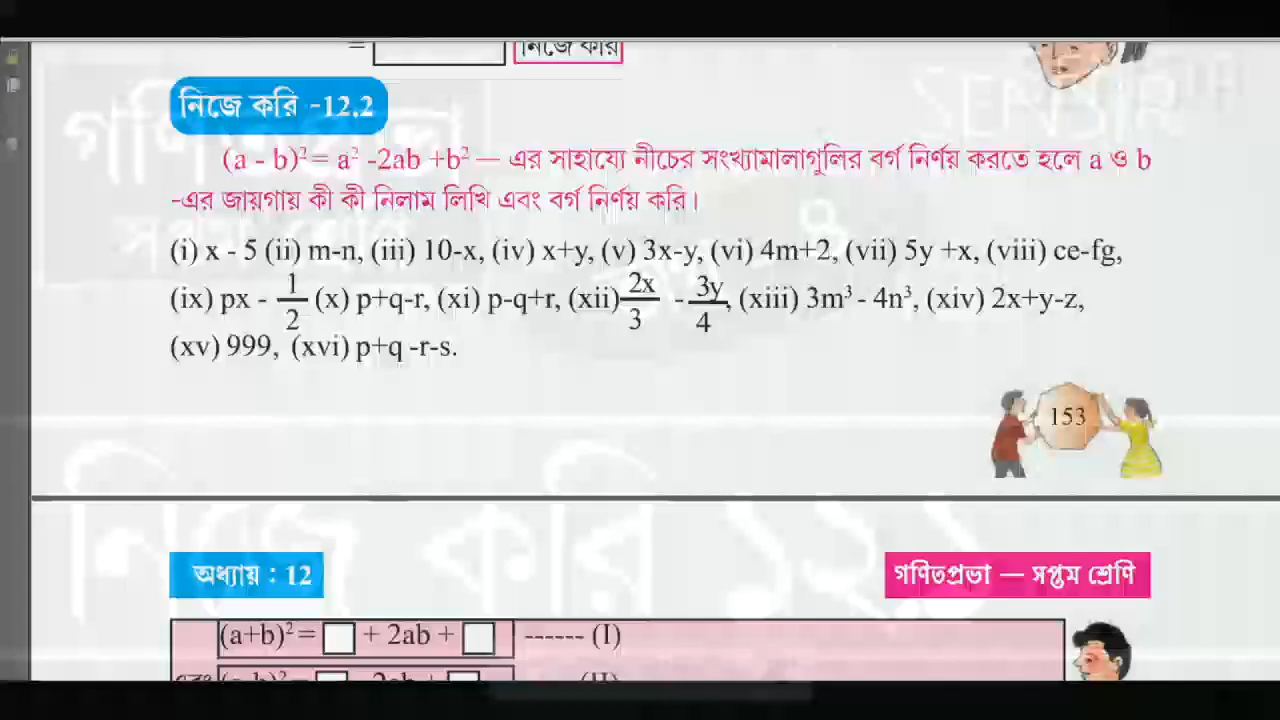 = নিজে করি
নিজে করি -12.2
(a - b)² = a² -2ab +b² — এর সাহায্যে নীচের সংখ্যামালাগুলির বর্গ নির্ণয় করতে হলে a ও b
-এর জায়গায় কী কী নিলাম লিখি এবং বর্গ নির্ণয় করি।
(i) x - 5 (ii) m-n, (iii) 10-x, (iv) x+y, (v) 3x-y, (vi) 4m+2, (vii) 5y +x, (viii) ce-fg,
(ix) px - 1/2 (x) p+q-r, (xi) p-q+r, (xii) 2x/3 - 3y/4, (xiii) 3m³ - 4n³, (xiv) 2x+y-z,
(xv) 999, (xvi) p+q -r-s.
153
নিজে করি ১২.১
অধ্যায় : 12
গণিতপ্রভা — সপ্তম শ্রেণি
(a+b)² = □ + 2ab + □ ------ (I)